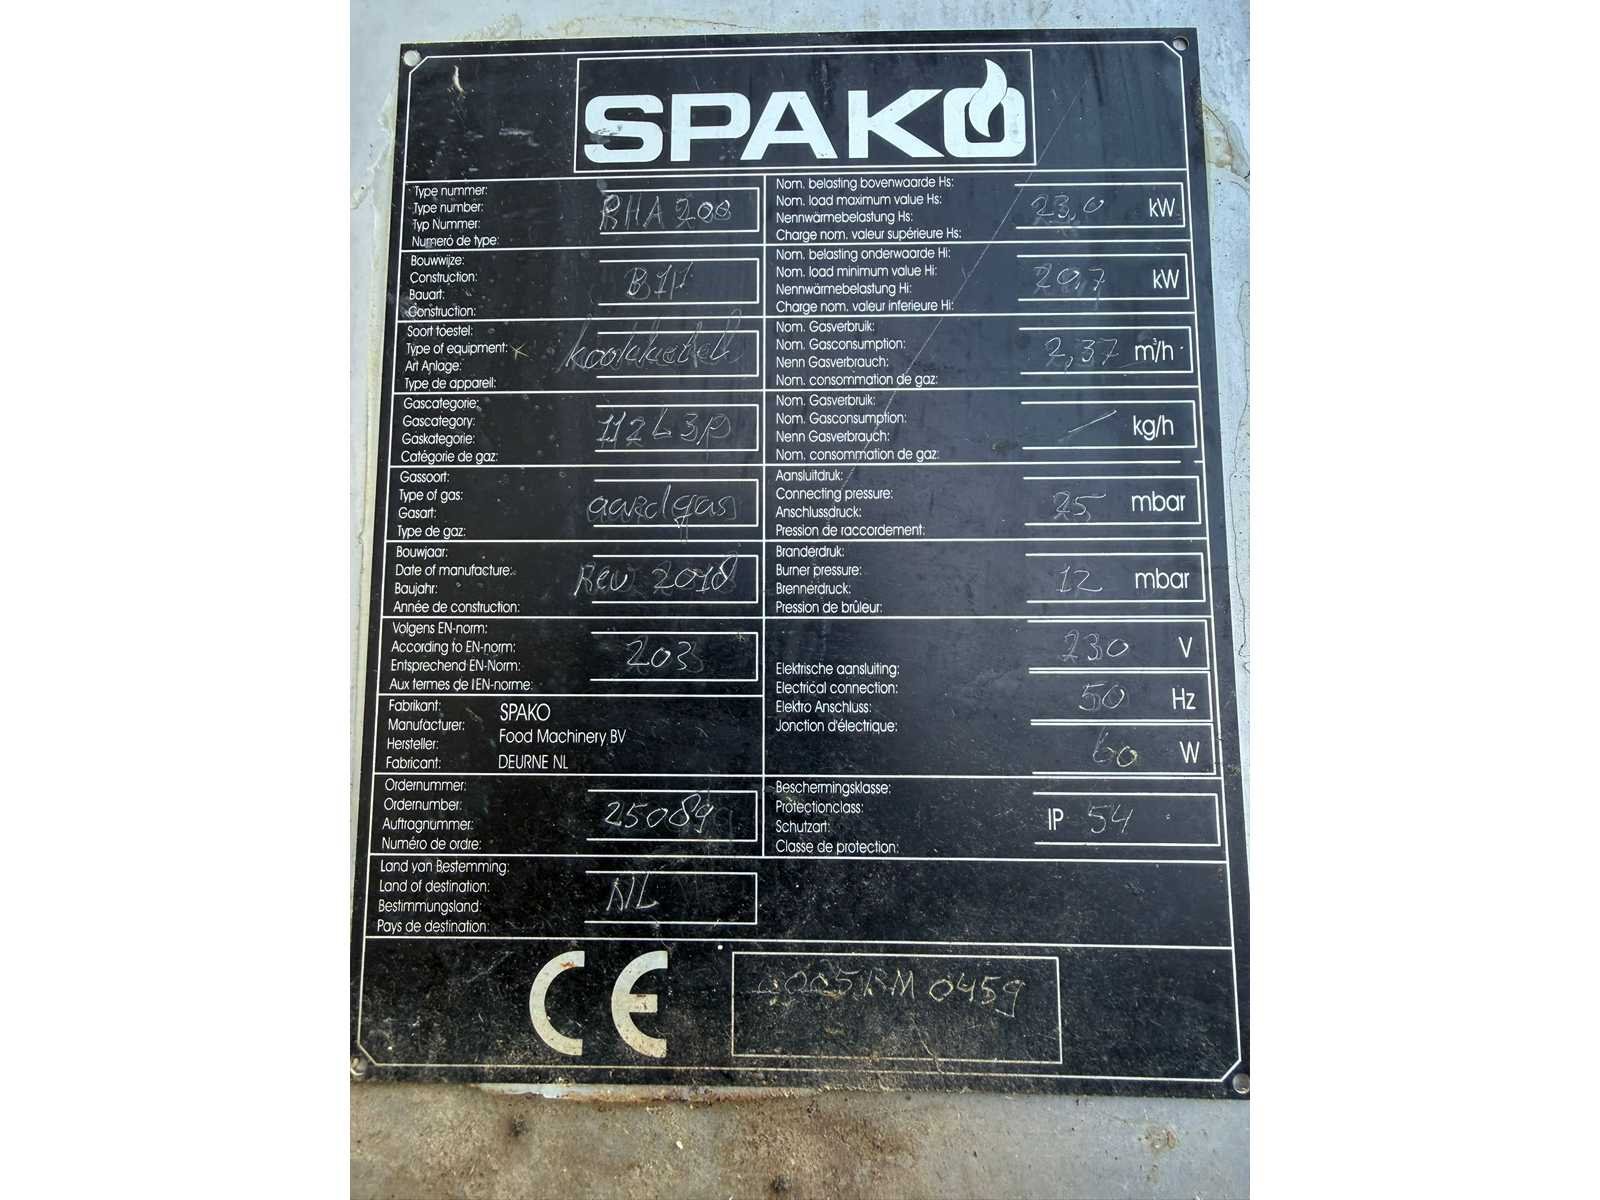 SPAKO
Type nummer:
Type number:
Typ Nummer:
Numero de type:
RHA 200
Nom. belasting bovenwaarde Hs:
Nom. load maximum value Hs:
Nennwärmebelastung Hs:
Charge nom. valeur supérieure Hs:
23,0 kW
Bouwwijze:
Construction:
Bauart:
Construction:
B11
Nom. belasting onderwaarde Hi:
Nom. load minimum value Hi:
Nennwärmebelastung Hi:
Charge nom. valeur inferieure Hi:
20,7 kW
Soort toestel:
Type of equipment:
Art Anlage:
Type de appareil:
kookketel
Nom. Gasverbruik:
Nom. Gasconsumption:
Nenn Gasverbrauch:
Nom. consommation de gaz:
2,37 m³/h
Gascategorie:
Gascategory:
Gaskategorie:
Catégorie de gaz:
II2L3P
Nom. Gasverbruik:
Nom. Gasconsumption:
Nenn Gasverbrauch:
Nom. consommation de gaz:
/ kg/h
Gassoort:
Type of gas:
Gasart:
Type de gaz:
aardgas
Aansluitdruk:
Connecting pressure:
Anschlussdruck:
Pression de raccordement:
25 mbar
Bouwjaar:
Date of manufacture:
Baujahr:
Année de construction:
Rev 2018
Branderdruk:
Burner pressure:
Brennerdruck:
Pression de brûleur:
12 mbar
Volgens EN-norm:
According to EN-norm:
Entsprechend EN-Norm:
Aux termes de lEN-norme:
203
Elektrische aansluiting:
Electrical connection:
Elektro Anschluss:
Jonction d'électrique:
230 V
50 Hz
60 W
Fabrikant:
Manufacturer:
Hersteller:
Fabricant:
SPAKO
Food Machinery BV
DEURNE NL
Ordernummer:
Ordernumber:
Auftragnummer:
Numéro de ordre:
25089
Beschermingsklasse:
Protectionclass:
Schutzart:
Classe de protection:
IP 54
Land van Bestemming:
Land of destination:
Bestimmungsland:
Pays de destination:
NL
CE
0005BM0459